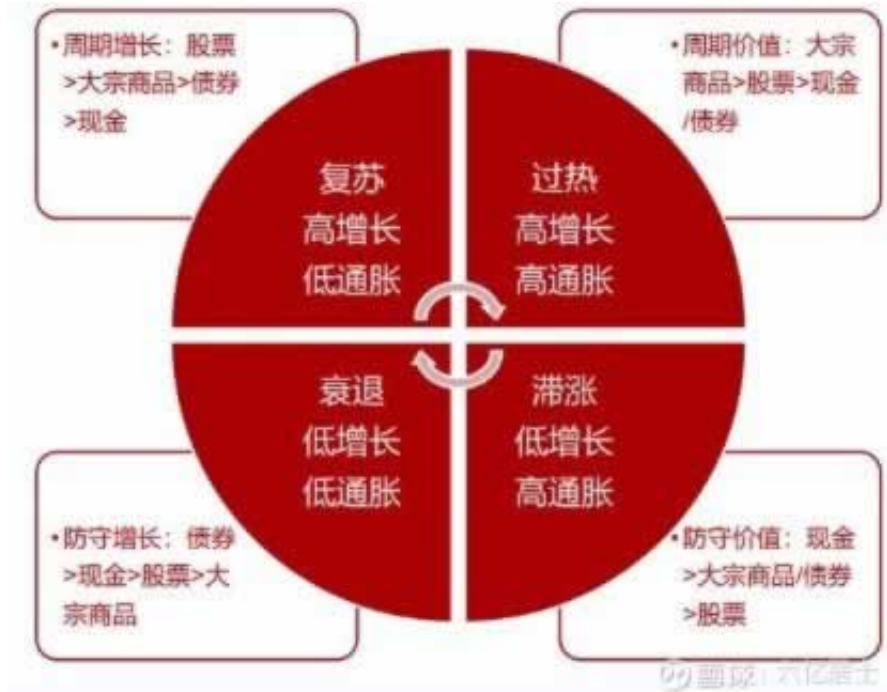 •周期增长：股票
>大宗商品>债券
>现金
•周期价值：大宗
商品>股票>现金
/债券
复苏
高增长
低通胀
过热
高增长
高通胀
衰退
低增长
低通胀
滞涨
低增长
高通胀
•防守增长：债券
>现金>股票>大
宗商品
•防守价值：现金
>大宗商品/债券
>股票
六亿居士